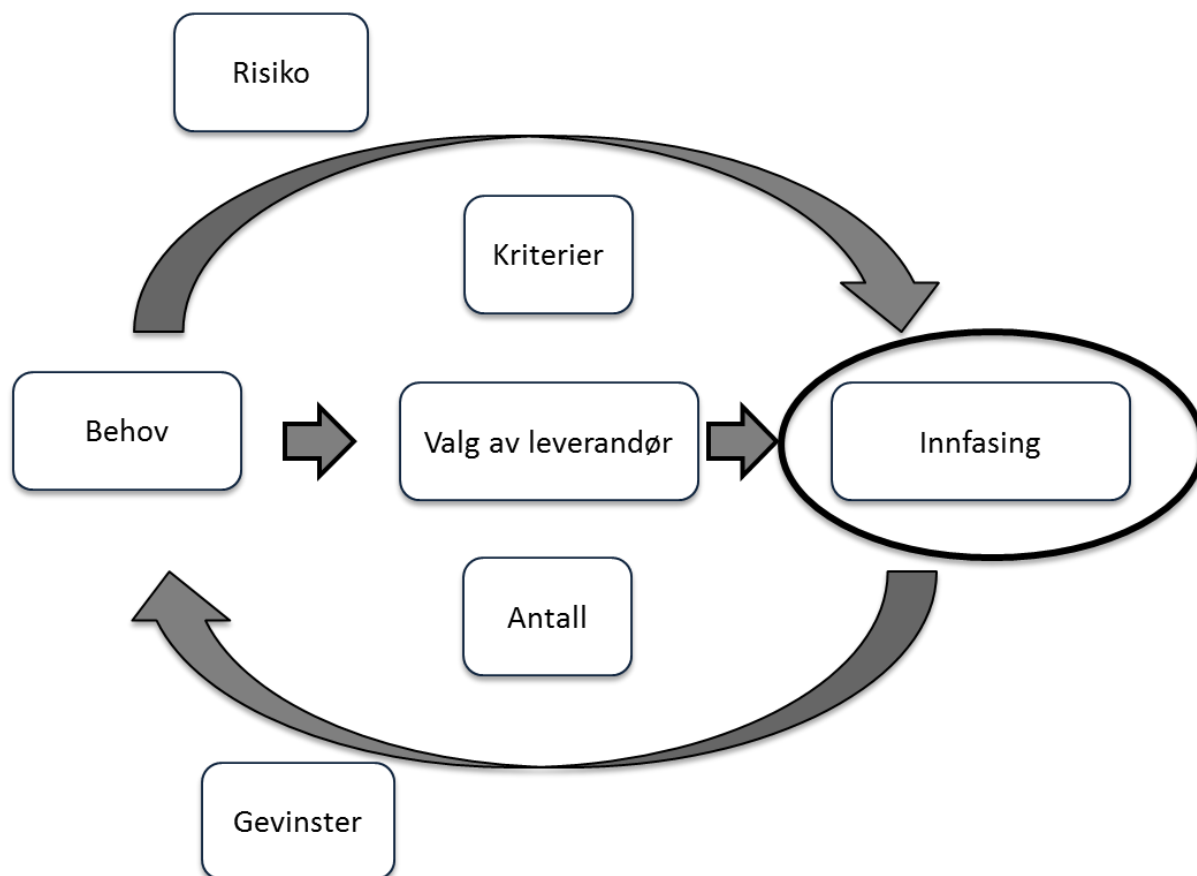 Risiko
Kriterier
Behov
Valg av leverandør
Innfasing
Antall
Gevinster